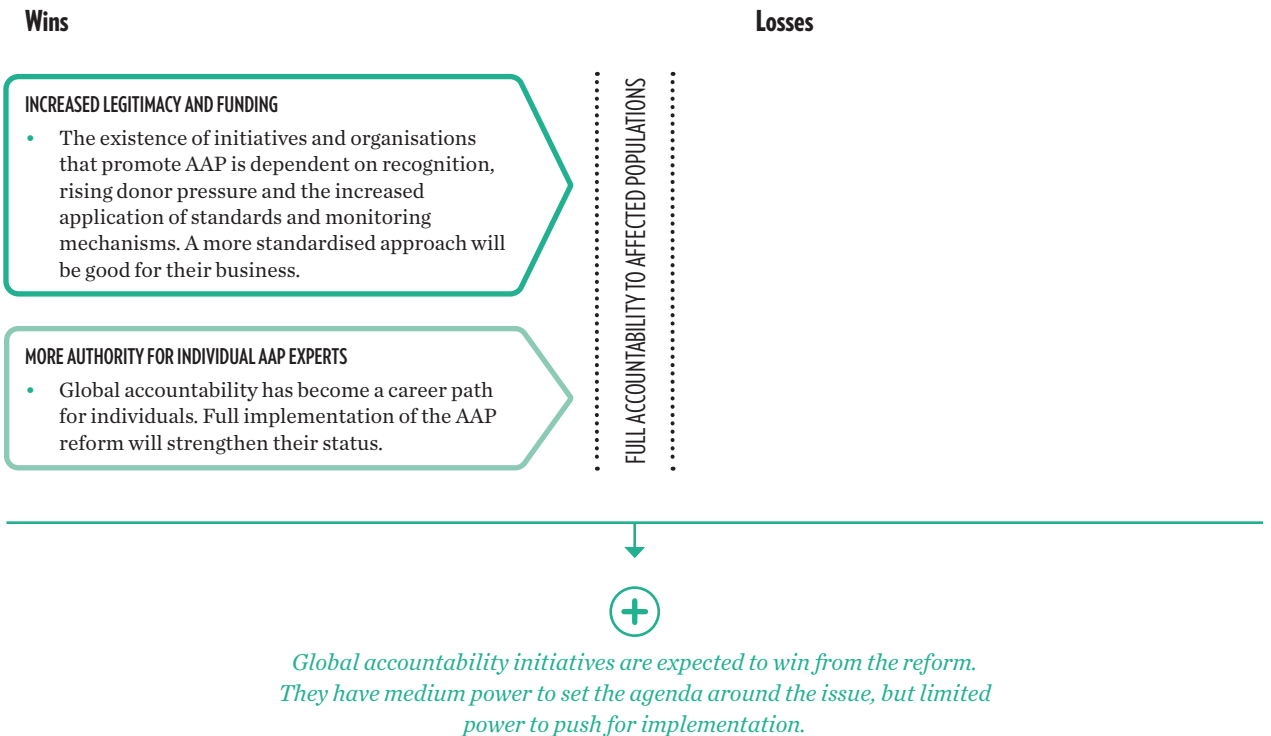 Wins
Losses
INCREASED LEGITIMACY AND FUNDING
• The existence of initiatives and organisations
that promote AAP is dependent on recognition,
rising donor pressure and the increased
application of standards and monitoring
mechanisms. A more standardised approach will
be good for their business.
MORE AUTHORITY FOR INDIVIDUAL AAP EXPERTS
• Global accountability has become a career path
for individuals. Full implementation of the AAP
reform will strengthen their status.
FULL ACCOUNTABILITY TO AFFECTED POPULATIONS
Global accountability initiatives are expected to win from the reform.
They have medium power to set the agenda around the issue, but limited
power to push for implementation.